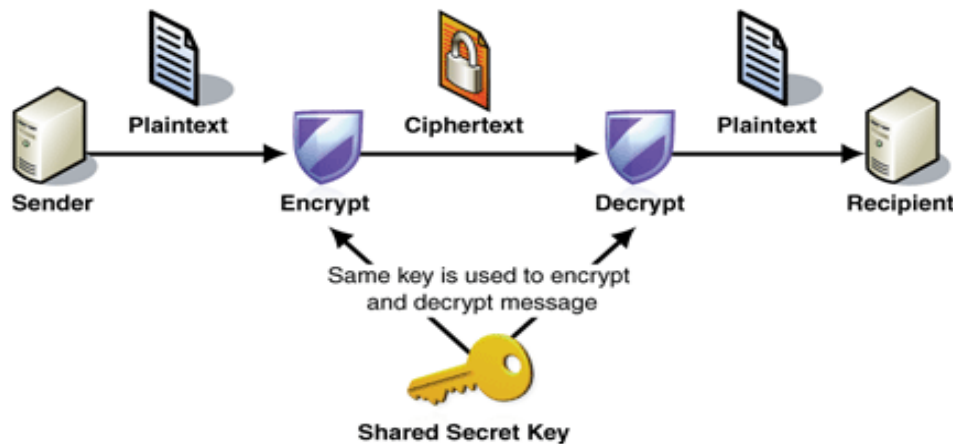 Plaintext
Ciphertext
Plaintext
Sender
Encrypt
Decrypt
Recipient
Same key is used to encrypt
and decrypt message
Shared Secret Key